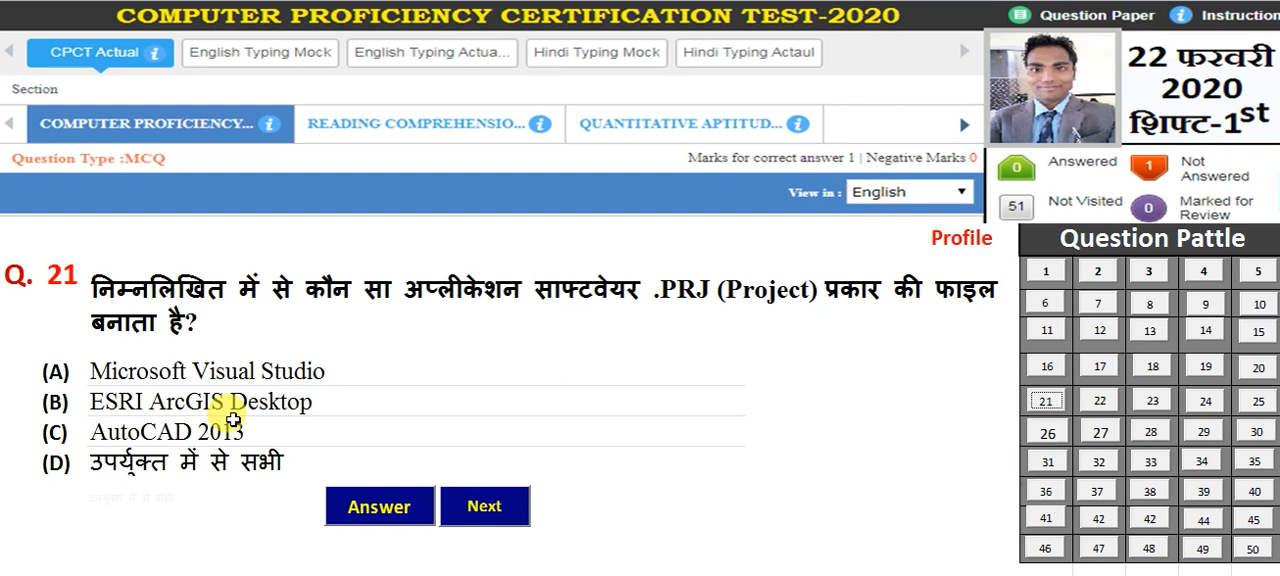 COMPUTER PROFICIENCY CERTIFICATION TEST-2020
Question Paper
Instruction
CPCT Actual
English Typing Mock
English Typing Actua...
Hindi Typing Mock
Hindi Typing Actaul
22 फरवरी
2020
शिफ्ट-1st
Section
COMPUTER PROFICIENCY...
READING COMPREHENSIO...
QUANTITATIVE APTITUD...
Question Type :MCQ
Marks for correct answer 1 | Negative Marks 0
View in : English
0 Answered
1 Not Answered
51 Not Visited
0 Marked for Review
Profile
Question Pattle
Q. 21 निम्नलिखित में से कौन सा अप्लीकेशन साफ्टवेयर .PRJ (Project) प्रकार की फाइल
बनाता है?
(A) Microsoft Visual Studio
(B) ESRI ArcGIS Desktop
(C) AutoCAD 2013
(D) उपर्युक्त में से सभी
उपर्युक्त में से सभी
Answer
Next
1 2 3 4 5
6 7 8 9 10
11 12 13 14 15
16 17 18 19 20
21 22 23 24 25
26 27 28 29 30
31 32 33 34 35
36 37 38 39 40
41 42 42 44 45
46 47 48 49 50